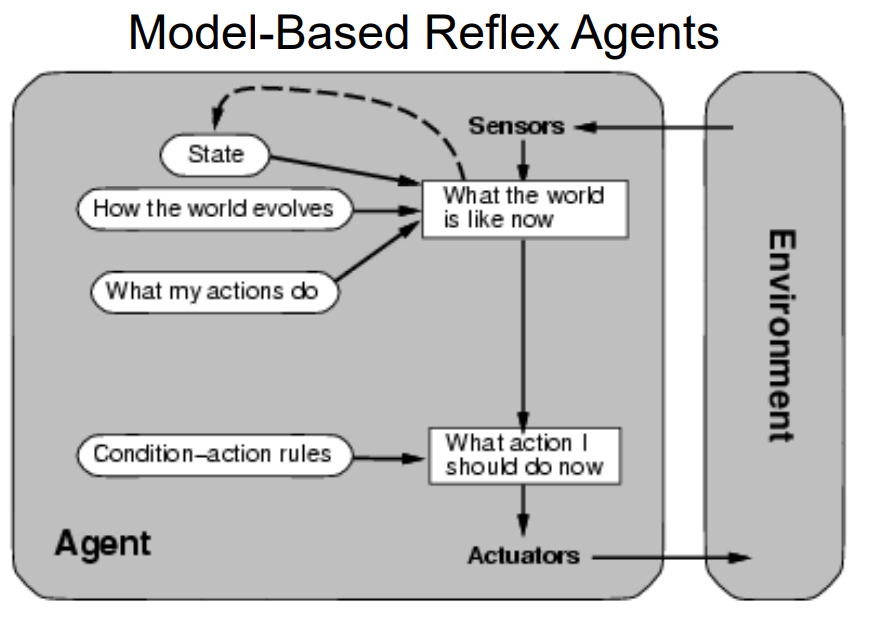 Model-Based Reflex Agents
Sensors
State
What the world
is like now
How the world evolves
What my actions do
Environment
Condition–action rules
What action I
should do now
Agent
Actuators